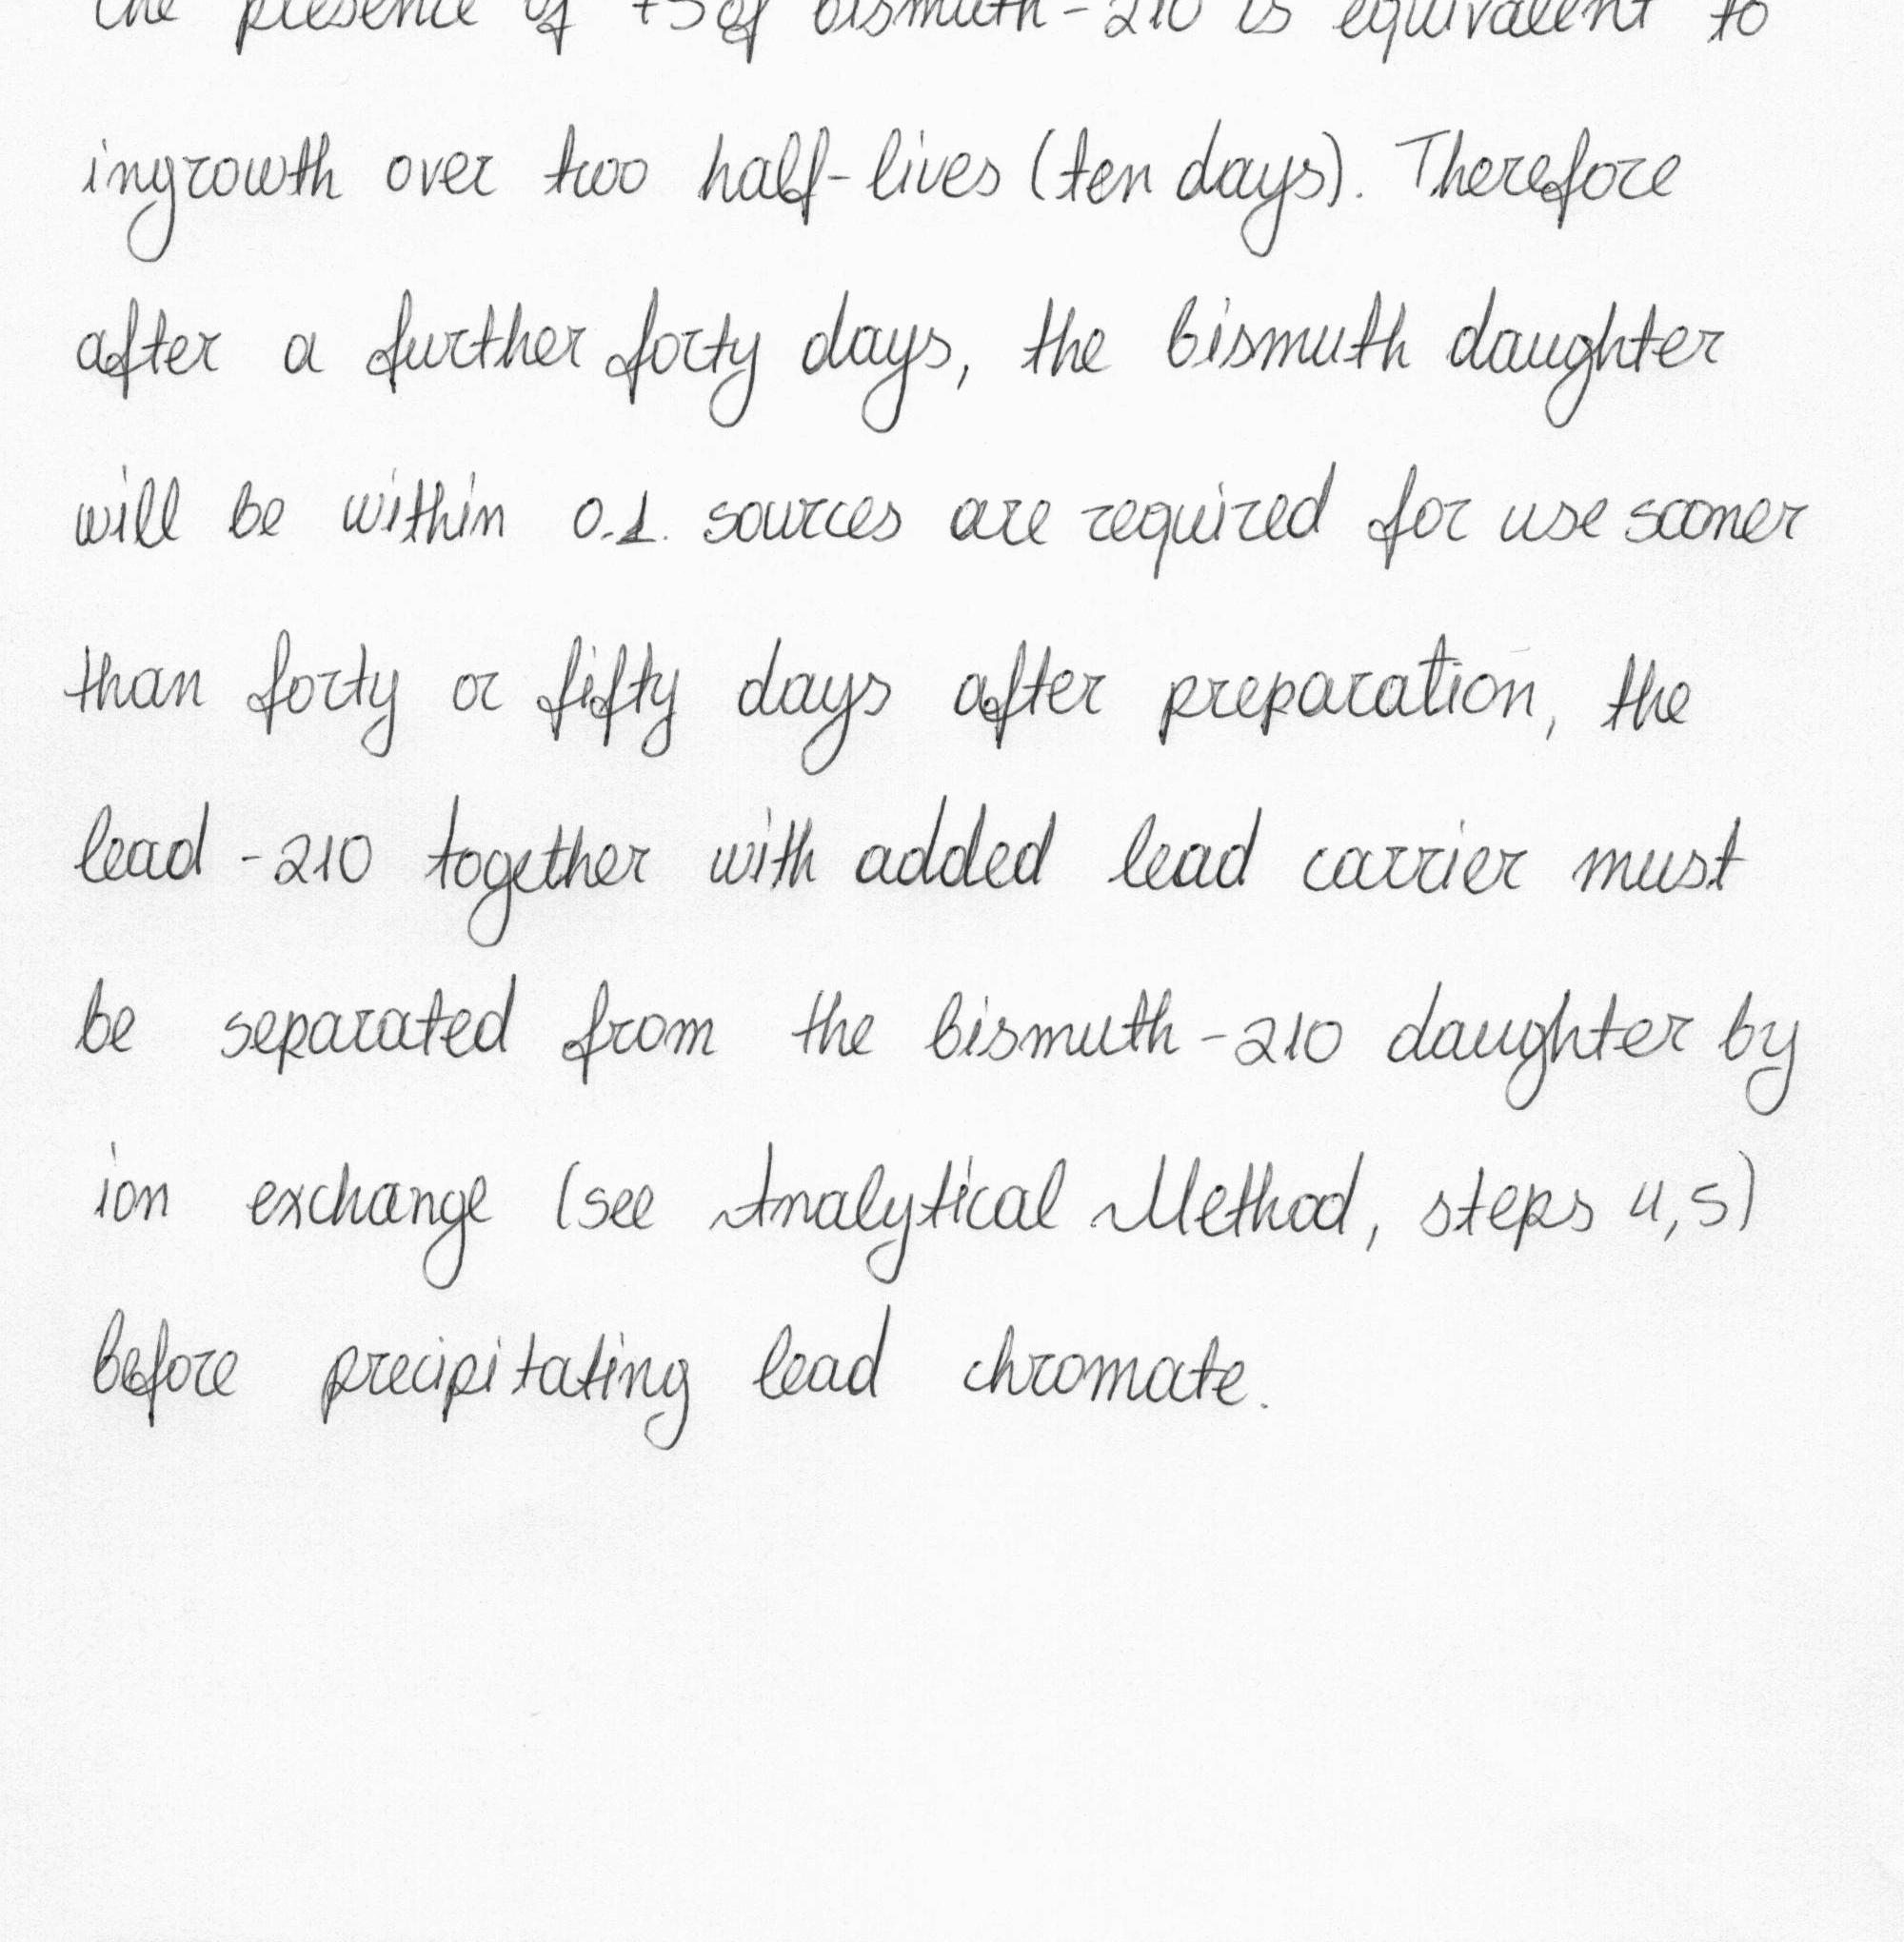 the presence of 75 of bismuth-210 is equivalent to
ingrowth over two half-lives (ten days). Therefore
after a further forty days, the bismuth daughter
will be within 0.1. sources are required for use sooner
than forty or fifty days after preparation, the
lead -210 together with added lead carrier must
be separated from the bismuth-210 daughter by
ion exchange (see Analytical Method, steps 4,5)
before precipitating lead chromate.